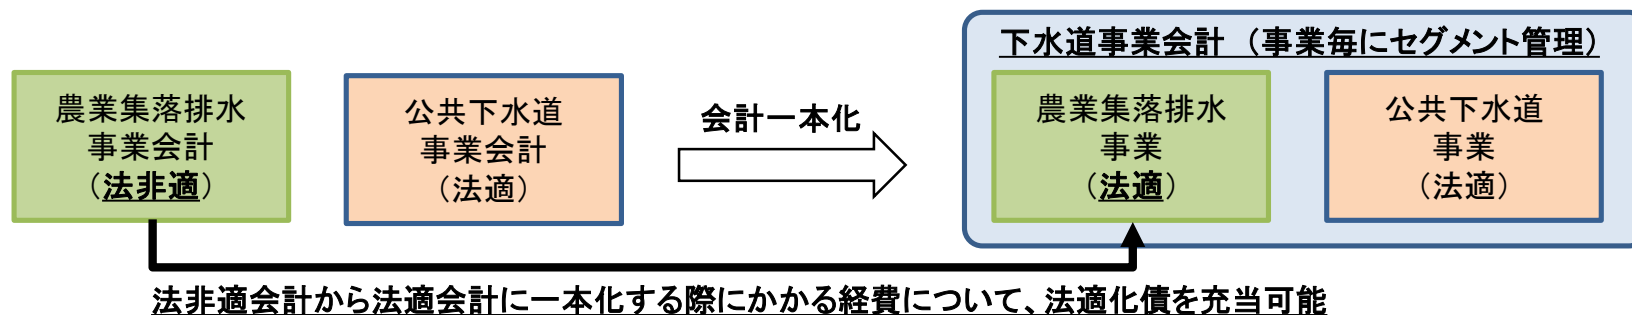 下水道事業会計 (事業毎にセグメント管理)
農業集落排水
事業会計
(法非適)
公共下水道
事業会計
(法適)
会計一本化
農業集落排水
事業
(法適)
公共下水道
事業
(法適)
法非適会計から法適会計に一本化する際にかかる経費について、法適化債を充当可能